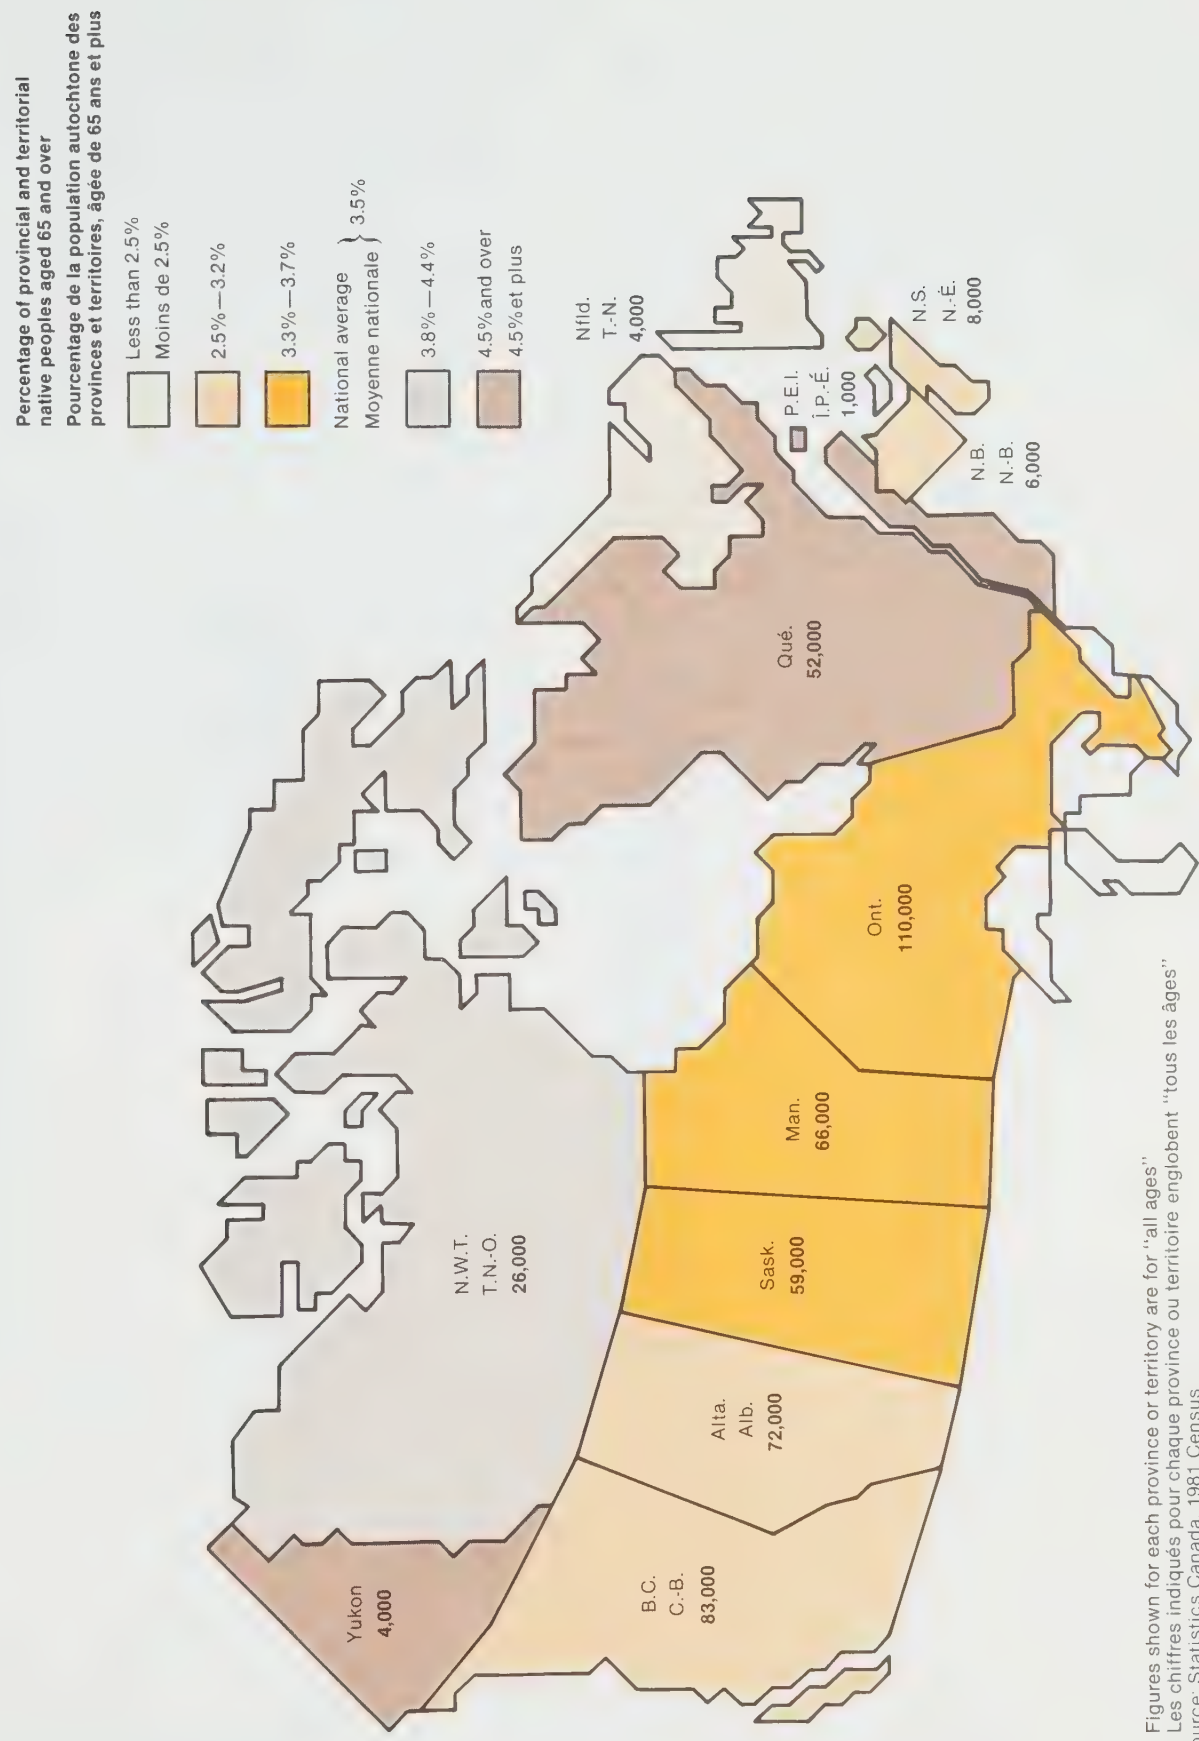 Percentage of provincial and territorial
native peoples aged 65 and over
Pourcentage de la population autochtone des
provinces et territoires, âgée de 65 ans et plus
Less than 2.5%
Moins de 2.5%
2.5%—3.2%
3.3%—3.7%
National average
Moyenne nationale } 3.5%
3.8%—4.4%
4.5% and over
4.5% et plus
Yukon
4,000
N.W.T.
T.N.-O.
26,000
B.C.
C.-B.
83,000
Alta.
Alb.
72,000
Sask.
59,000
Man.
66,000
Ont.
110,000
Qué.
52,000
Nfld.
T.-N.
4,000
P.E.I.
Î.P.-É.
1,000
N.S.
N.-É.
8,000
N.B.
N.-B.
6,000
Figures shown for each province or territory are for "all ages"
Les chiffres indiqués pour chaque province ou territoire englobent "tous les âges"
Statistics Canada, 1981 Census